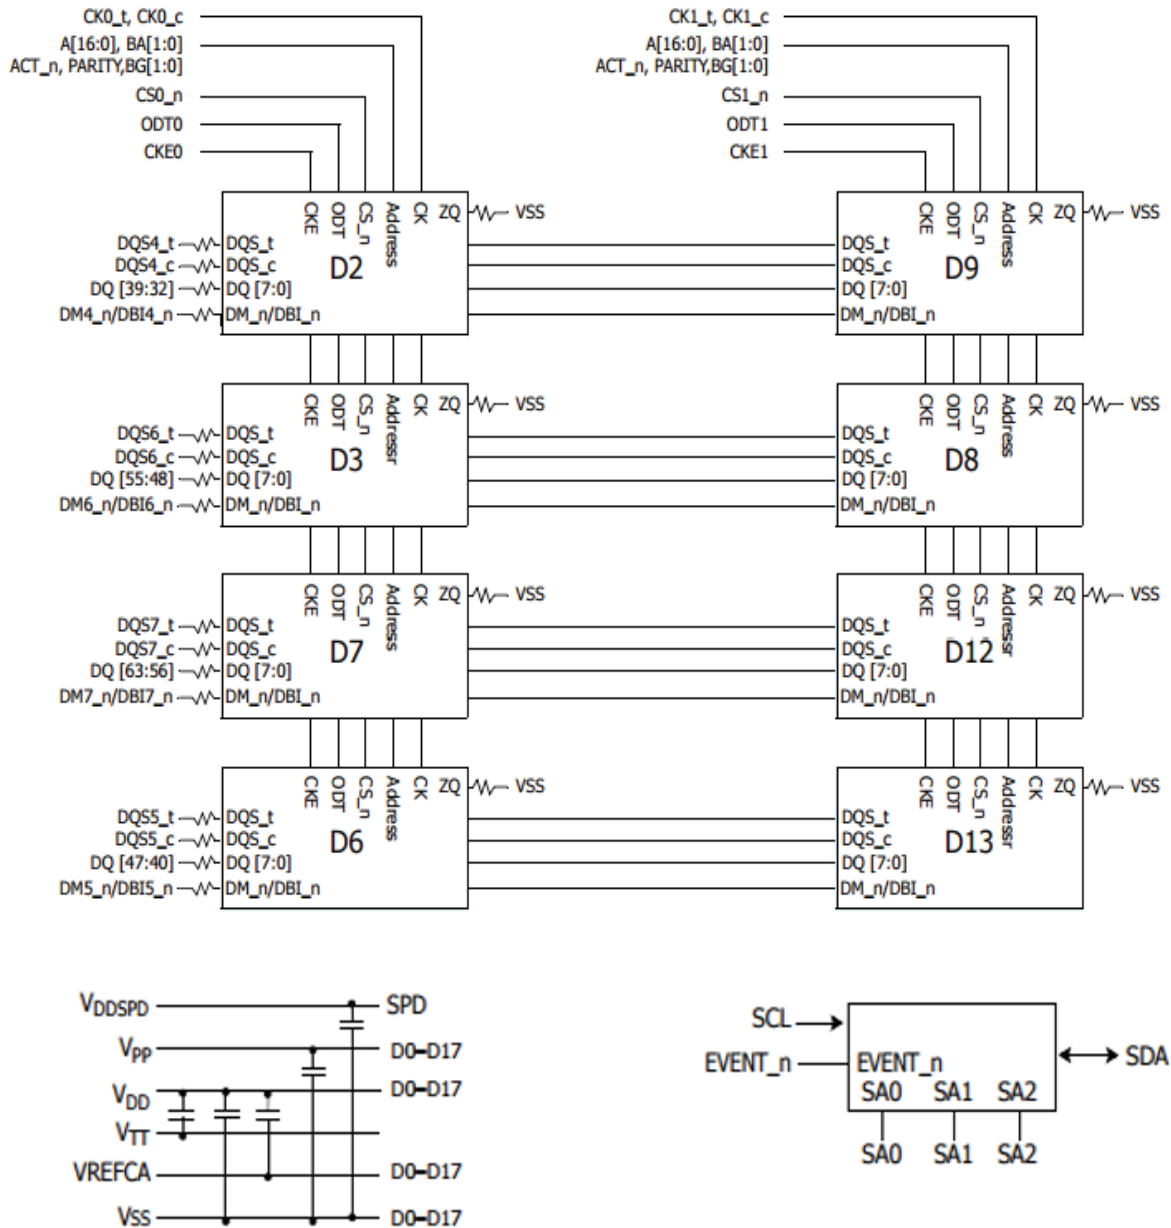 CK0_t, CK0_c
A[16:0], BA[1:0]
ACT_n, PARITY,BG[1:0]
CS0_n
ODT0
CKE0
CK1_t, CK1_c
A[16:0], BA[1:0]
ACT_n, PARITY,BG[1:0]
CS1_n
ODT1
CKE1
CKE ODT CS_n Address CK ZQ VSS
DQS4_t DQS_t
DQS4_c DQS_c
D2
DQ [39:32] DQ [7:0]
DM4_n/DBI4_n DM_n/DBI_n
CKE ODT CS_n Address CK ZQ VSS
DQS_t
DQS_c
D9
DQ [7:0]
DM_n/DBI_n
CKE ODT CS_n Addressr CK ZQ VSS
DQS6_t DQS_t
DQS6_c DQS_c
D3
DQ [55:48] DQ [7:0]
DM6_n/DBI6_n DM_n/DBI_n
CKE ODT CS_n Address CK ZQ VSS
DQS_t
DQS_c
D8
DQ [7:0]
DM_n/DBI_n
CKE ODT CS_n Address CK ZQ VSS
DQS7_t DQS_t
DQS7_c DQS_c
D7
DQ [63:56] DQ [7:0]
DM7_n/DBI7_n DM_n/DBI_n
CKE ODT CS_n Addressr CK ZQ VSS
DQS_t
DQS_c
D12
DQ [7:0]
DM_n/DBI_n
CKE ODT CS_n Address CK ZQ VSS
DQS5_t DQS_t
DQS5_c DQS_c
D6
DQ [47:40] DQ [7:0]
DM5_n/DBI5_n DM_n/DBI_n
CKE ODT CS_n Addressr CK ZQ VSS
DQS_t
DQS_c
D13
DQ [7:0]
DM_n/DBI_n
VDDSPD SPD
VPP D0–D17
VDD D0–D17
VTT
VREFCA D0–D17
VSS D0–D17
SCL
EVENT_n EVENT_n
SDA
SA0 SA1 SA2
SA0 SA1 SA2